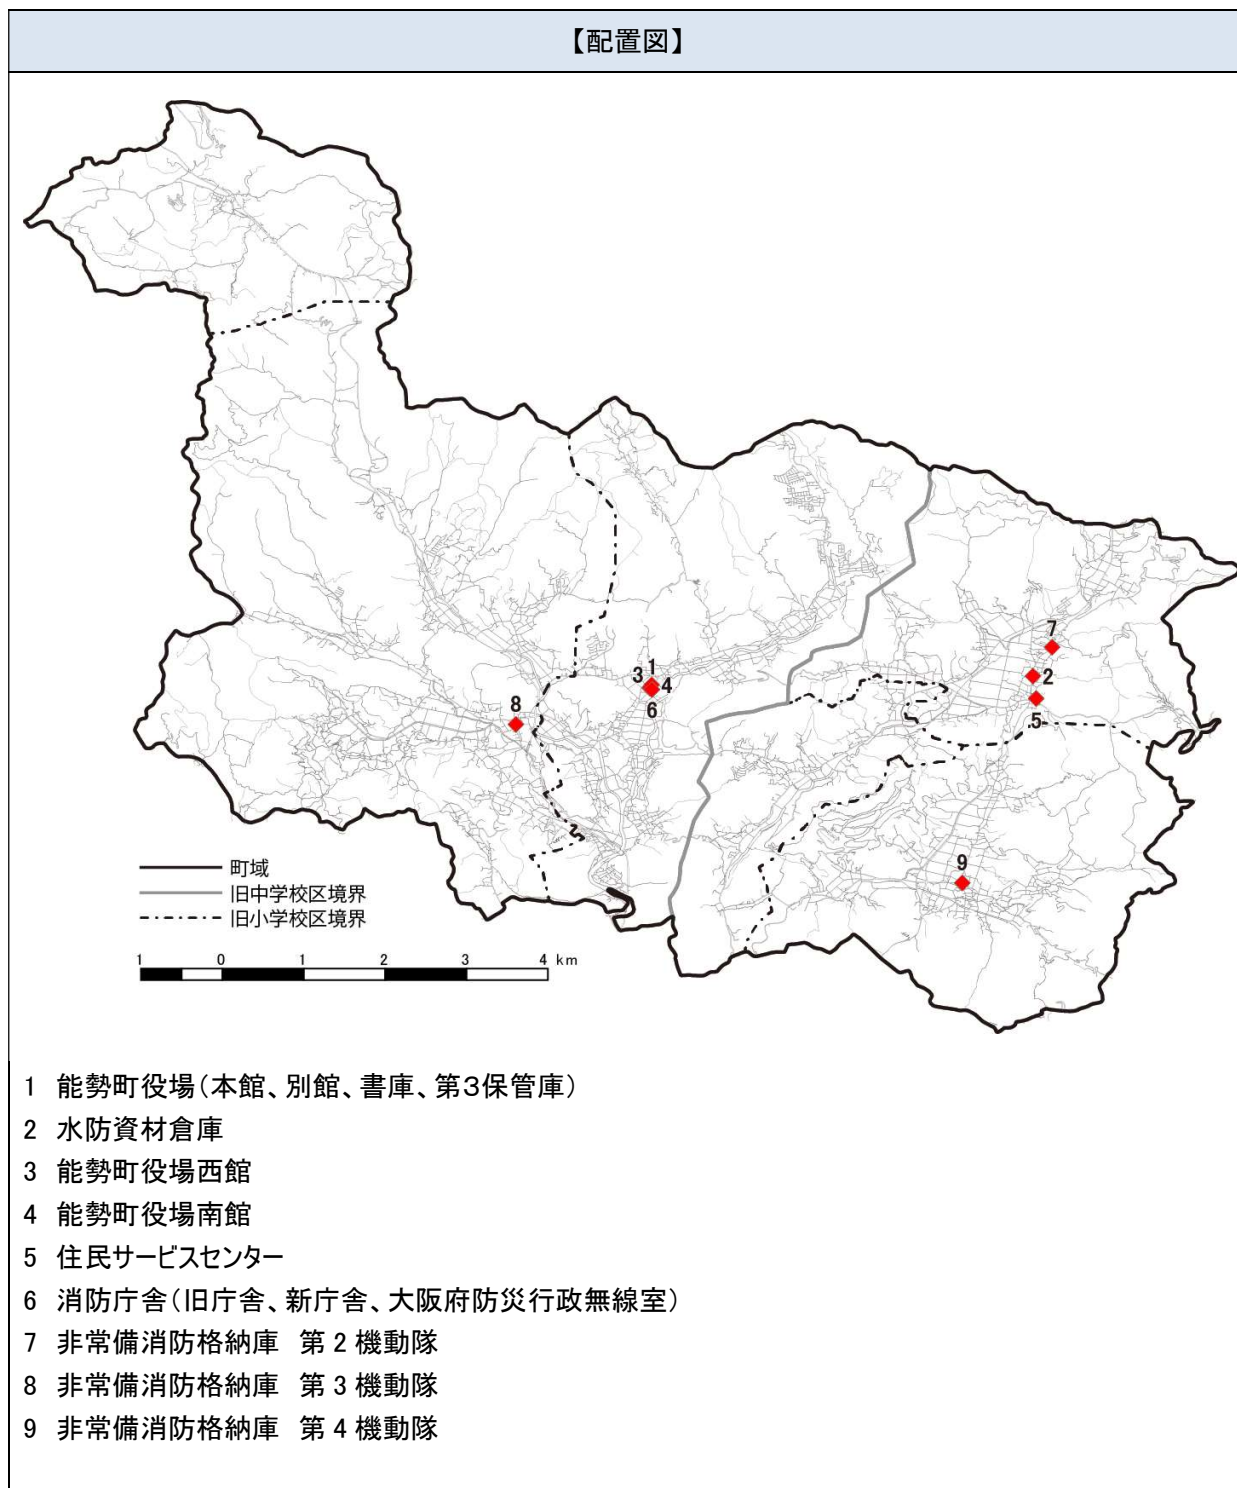 【配置図】
7
1
3
4
2
8
6
5
9
町域
旧中学校区境界
旧小学校区境界
1 0 1 2 3 4 km
1 能勢町役場(本館、別館、書庫、第3保管庫)
2 水防資材倉庫
3 能勢町役場西館
4 能勢町役場南館
5 住民サービスセンター
6 消防庁舎(旧庁舎、新庁舎、大阪府防災行政無線室)
7 非常備消防格納庫 第 2 機動隊
8 非常備消防格納庫 第 3 機動隊
9 非常備消防格納庫 第 4 機動隊